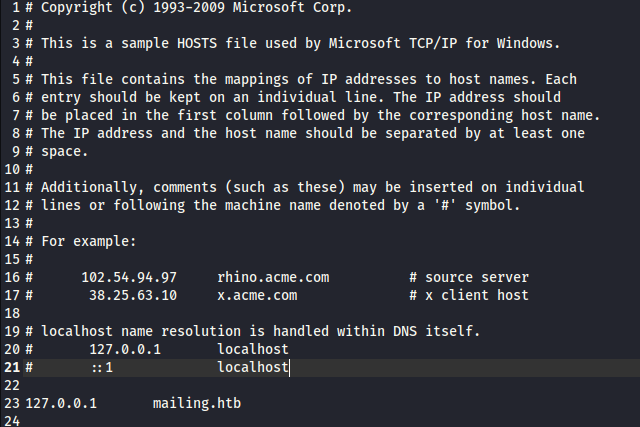 1 # Copyright (c) 1993-2009 Microsoft Corp.
2 #
3 # This is a sample HOSTS file used by Microsoft TCP/IP for Windows.
4 #
5 # This file contains the mappings of IP addresses to host names. Each
6 # entry should be kept on an individual line. The IP address should
7 # be placed in the first column followed by the corresponding host name.
8 # The IP address and the host name should be separated by at least one
9 # space.
10 #
11 # Additionally, comments (such as these) may be inserted on individual
12 # lines or following the machine name denoted by a '#' symbol.
13 #
14 # For example:
15 #
16 #      102.54.94.97     rhino.acme.com          # source server
17 #       38.25.63.10     x.acme.com              # x client host
18
19 # localhost name resolution is handled within DNS itself.
20 #       127.0.0.1       localhost
21 #       ::1             localhost
22
23 127.0.0.1       mailing.htb
24